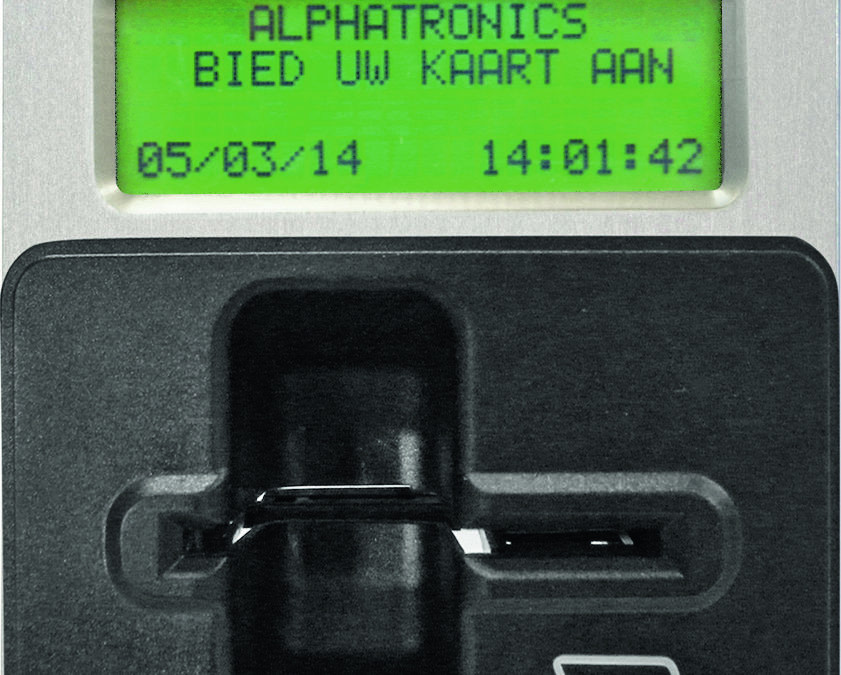 ALPHATRONICS
BIED UW KAART AAN
05/03/14 14:01:42